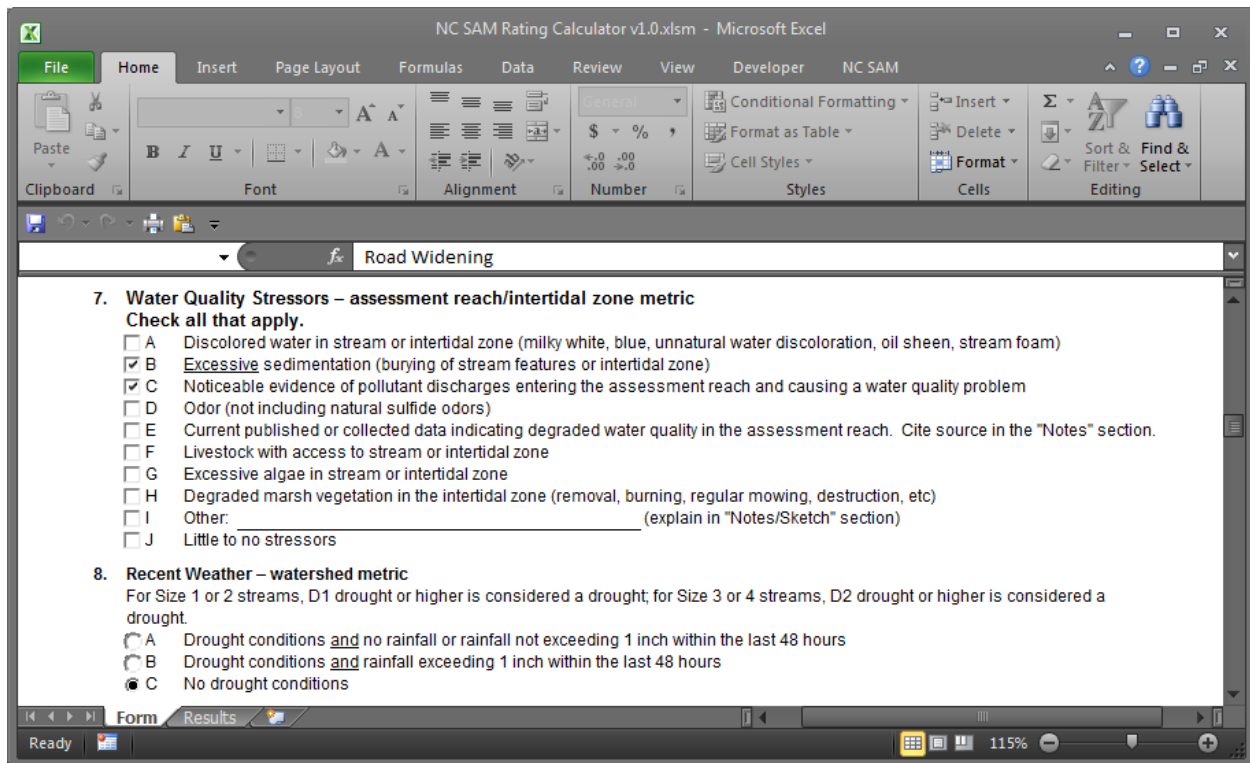 NC SAM Rating Calculator v1.0.xlsm - Microsoft Excel
File Home Insert Page Layout Formulas Data Review View Developer NC SAM
General
Conditional Formatting
Insert
Σ
Paste
B I U
A
$ % ,
Format as Table
Delete
Sort & Filter
Find & Select
Cell Styles
Format
Clipboard Font Alignment Number Styles Cells Editing
fx Road Widening
7. Water Quality Stressors – assessment reach/intertidal zone metric
Check all that apply.
A Discolored water in stream or intertidal zone (milky white, blue, unnatural water discoloration, oil sheen, stream foam)
B Excessive sedimentation (burying of stream features or intertidal zone)
C Noticeable evidence of pollutant discharges entering the assessment reach and causing a water quality problem
D Odor (not including natural sulfide odors)
E Current published or collected data indicating degraded water quality in the assessment reach. Cite source in the "Notes" section.
F Livestock with access to stream or intertidal zone
G Excessive algae in stream or intertidal zone
H Degraded marsh vegetation in the intertidal zone (removal, burning, regular mowing, destruction, etc)
I Other: (explain in "Notes/Sketch" section)
J Little to no stressors
8. Recent Weather – watershed metric
For Size 1 or 2 streams, D1 drought or higher is considered a drought; for Size 3 or 4 streams, D2 drought or higher is considered a
drought.
A Drought conditions and no rainfall or rainfall not exceeding 1 inch within the last 48 hours
B Drought conditions and rainfall exceeding 1 inch within the last 48 hours
C No drought conditions
Form Results
Ready 115%